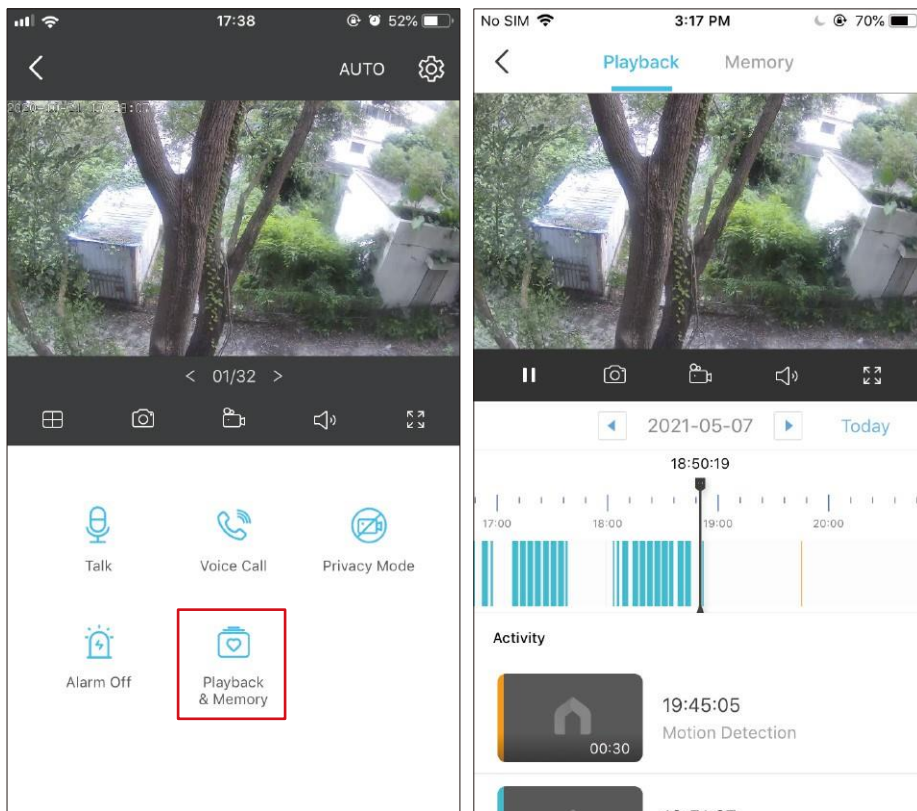 17:38
52%
AUTO
< 01/32 >
Talk
Voice Call
Privacy Mode
Alarm Off
Playback
& Memory
No SIM
3:17 PM
70%
Playback
Memory
2021-05-07
Today
18:50:19
17:00
18:00
19:00
20:00
Activity
00:30
19:45:05
Motion Detection